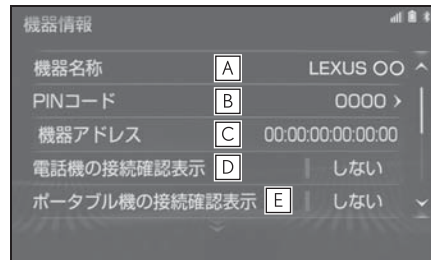 機器情報
機器名称 A LEXUS ○○
PINコード B 0000 >
機器アドレス C 00:00:00:00:00:00
電話機の接続確認表示 D しない
ポータブル機の接続確認表示 E しない